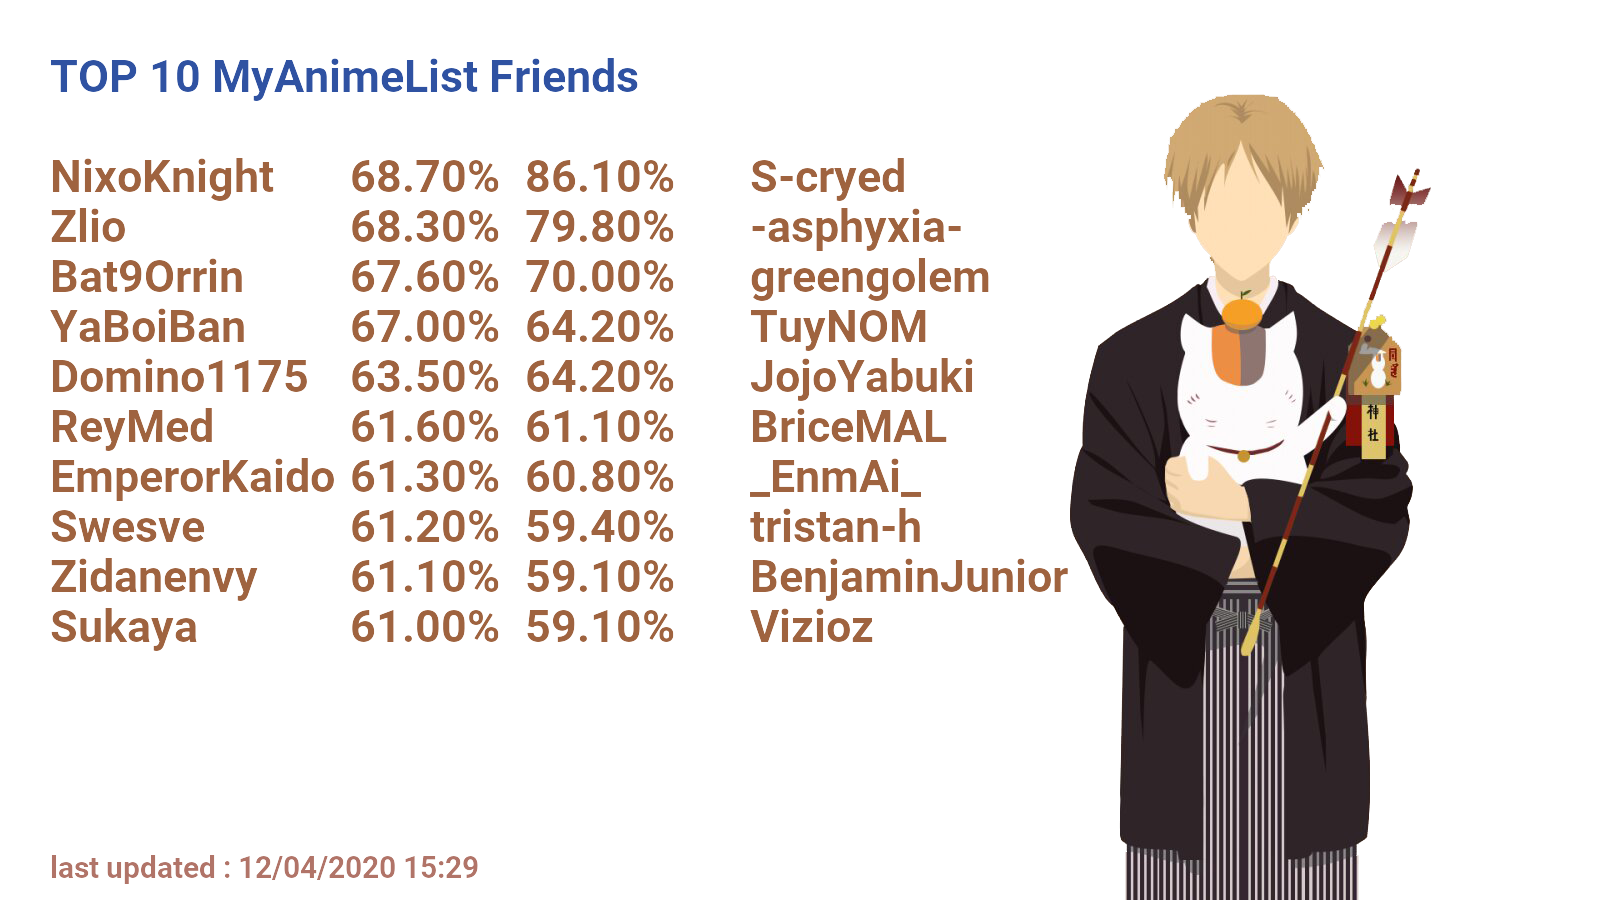 TOP 10 MyAnimeList Friends
NixoKnight 68.70% 86.10% S-cryed
Zlio 68.30% 79.80% -asphyxia-
Bat9Orrin 67.60% 70.00% greengolem
YaBoiBan 67.00% 64.20% TuyNOM
Domino1175 63.50% 64.20% JojoYabuki
ReyMed 61.60% 61.10% BriceMAL
EmperorKaido 61.30% 60.80% _EnmAi_
Swesve 61.20% 59.40% tristan-h
Zidanenvy 61.10% 59.10% BenjaminJunior
Sukaya 61.00% 59.10% Vizioz
神社
last updated : 12/04/2020 15:29